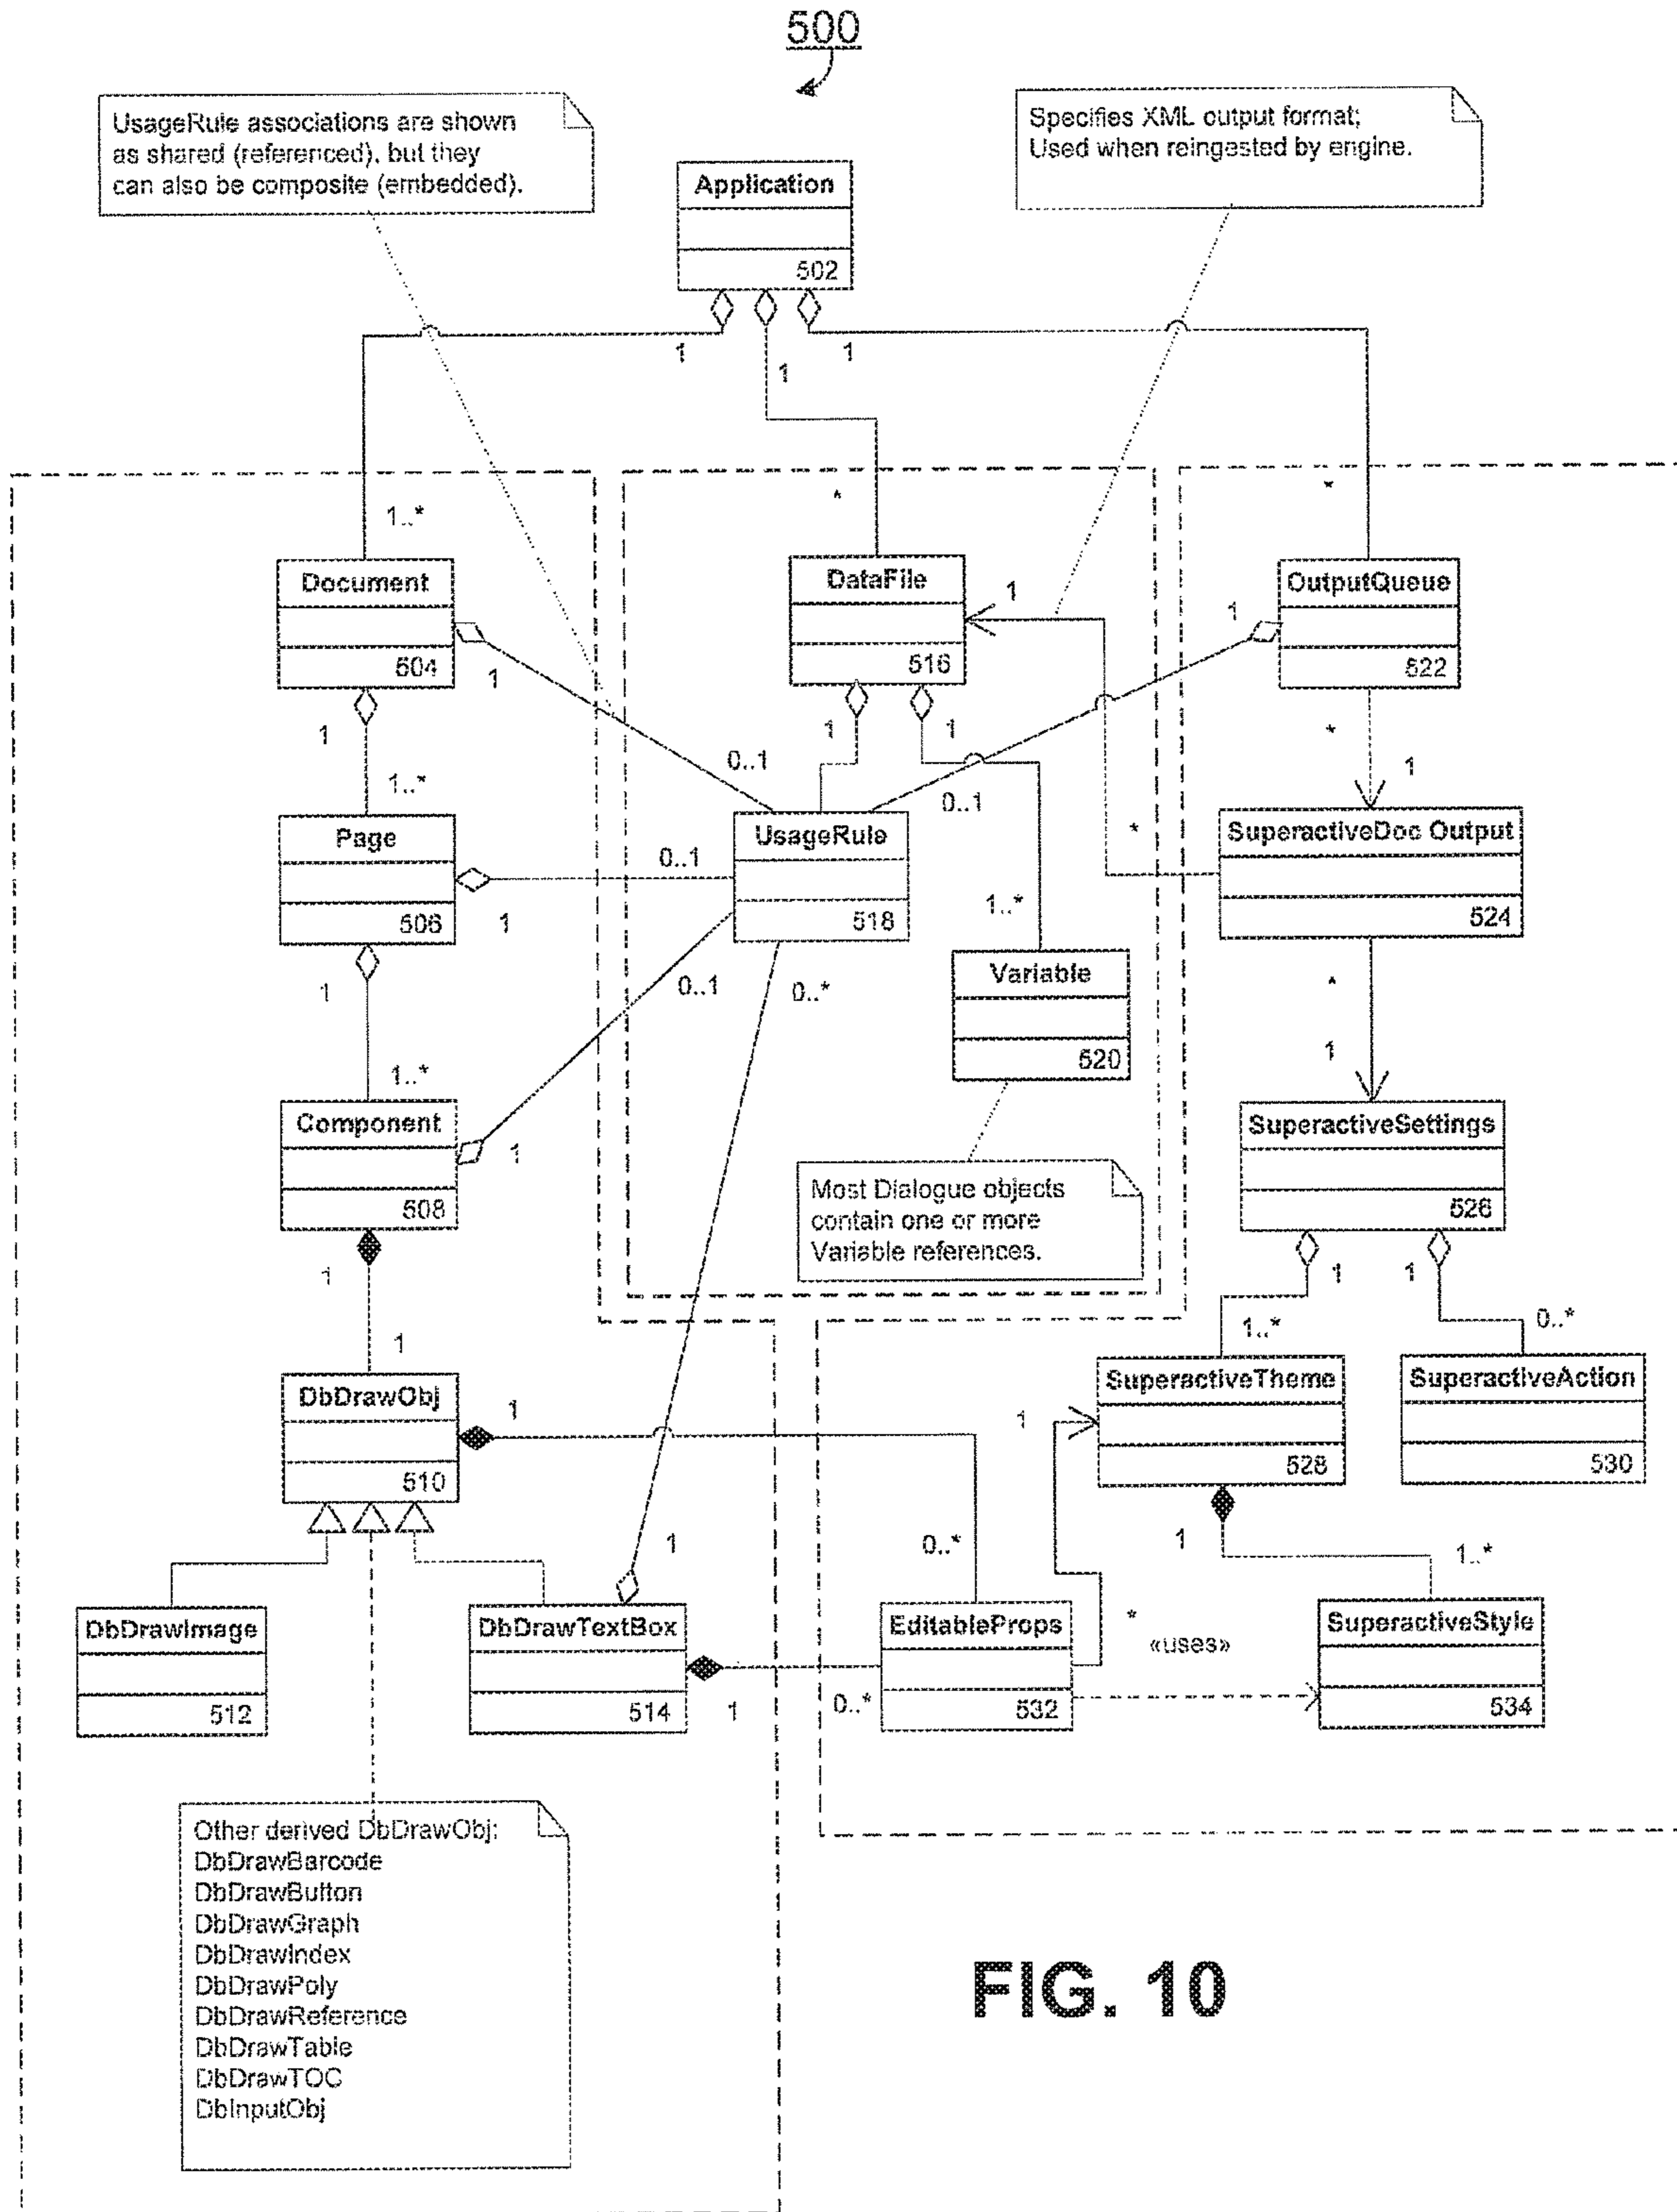 500
UsageRule associations are shown
as shared (referenced), but they
can also be composite (embedded).
Specifies XML output format;
Used when reingested by engine.
Application
502
1
1
1
1..*
*
*
Document
504
DataFile
516
OutputQueue
522
1
1
1
1
1..*
1
1
0..1
0..1
*
1
Page
506
UsageRule
518
SuperactiveDoc Output
524
0..1
1
*
1..*
1
0..1
0..*
Variable
520
*
1
1..*
Component
508
1
SuperactiveSettings
526
Most Dialogue objects
contain one or more
Variable references.
1
1
1
1
1..*
0..*
DbDrawObj
510
1
SuperactiveTheme
528
SuperactiveAction
530
1
1
0..*
1
1..*
DbDrawImage
512
DbDrawTextBox
514
EditableProps
532
*
«uses»
SuperactiveStyle
534
1
0..*
Other derived DbDrawObj:
DbDrawBarcode
DbDrawButton
DbDrawGraph
DbDrawIndex
DbDrawPoly
DbDrawReference
DbDrawTable
DbDrawTOC
DbInputObj
FIG. 10